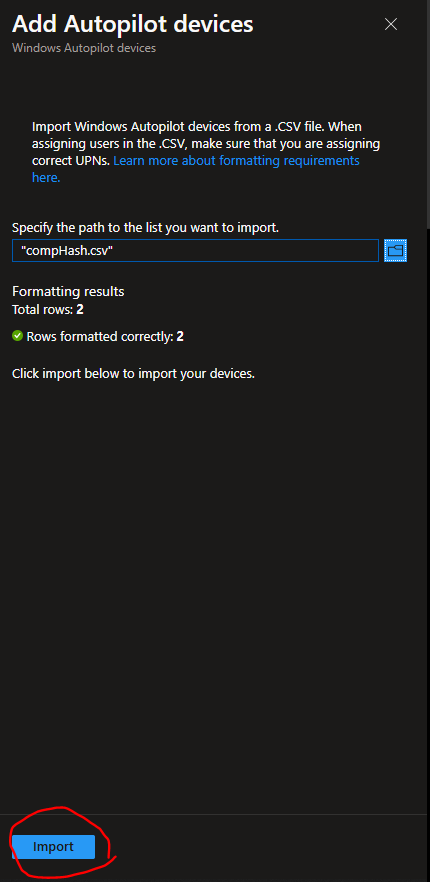 Add Autopilot devices
Windows Autopilot devices
Import Windows Autopilot devices from a .CSV file. When
assigning users in the .CSV, make sure that you are assigning
correct UPNs. Learn more about formatting requirements
here.
Specify the path to the list you want to import.
"compHash.csv"
Formatting results
Total rows: 2
Rows formatted correctly: 2
Click import below to import your devices.
Import